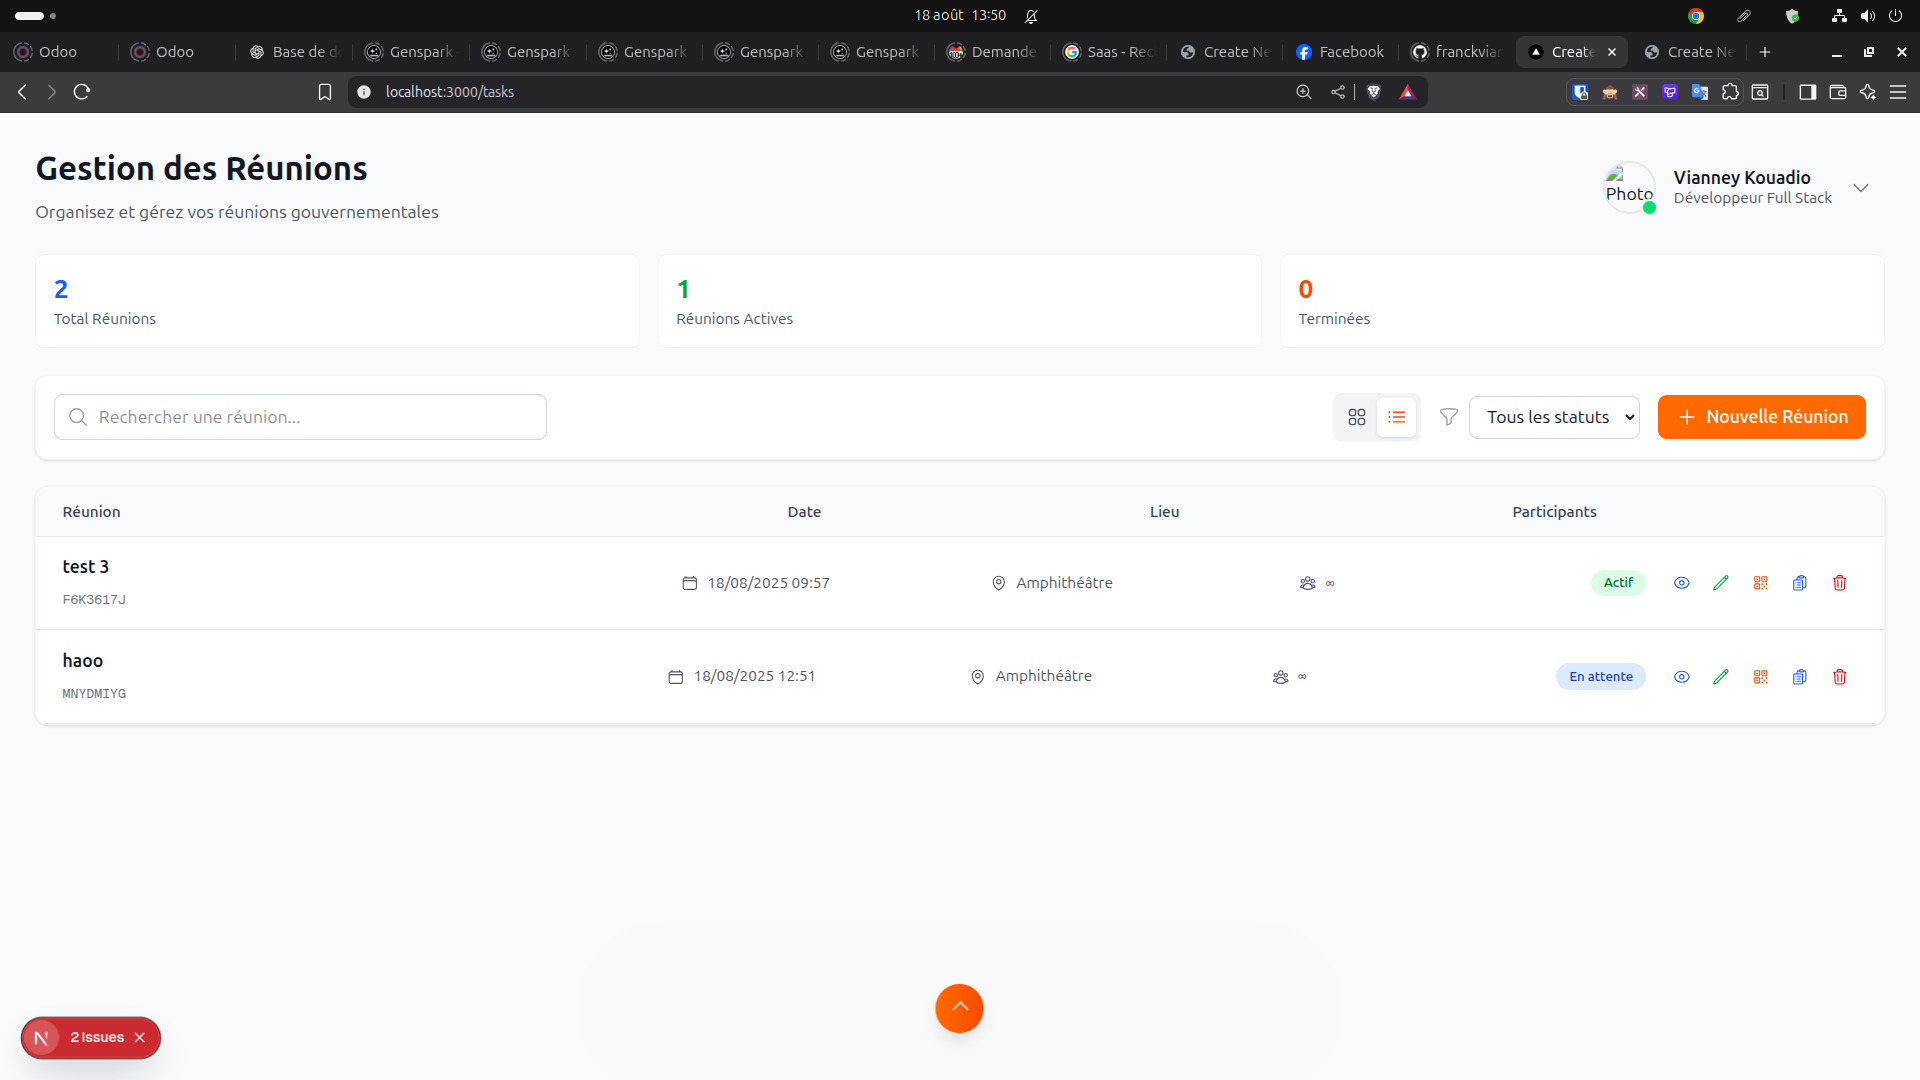 18 août 13:50
Odoo
Odoo
Base de d
Genspark
Genspark
Genspark
Genspark
Genspark
Demande
Saas - Rec
Create Ne
Facebook
franckvian
Create
Create Ne
localhost:3000/tasks
Gestion des Réunions
Organisez et gérez vos réunions gouvernementales
Photo
Vianney Kouadio
Développeur Full Stack
2
Total Réunions
1
Réunions Actives
0
Terminées
Rechercher une réunion...
Tous les statuts
Nouvelle Réunion
Réunion Date Lieu Participants
test 3
F6K3617J
18/08/2025 09:57
Amphithéâtre
∞
Actif
haoo
MNYDMIYG
18/08/2025 12:51
Amphithéâtre
∞
En attente
N 2 Issues